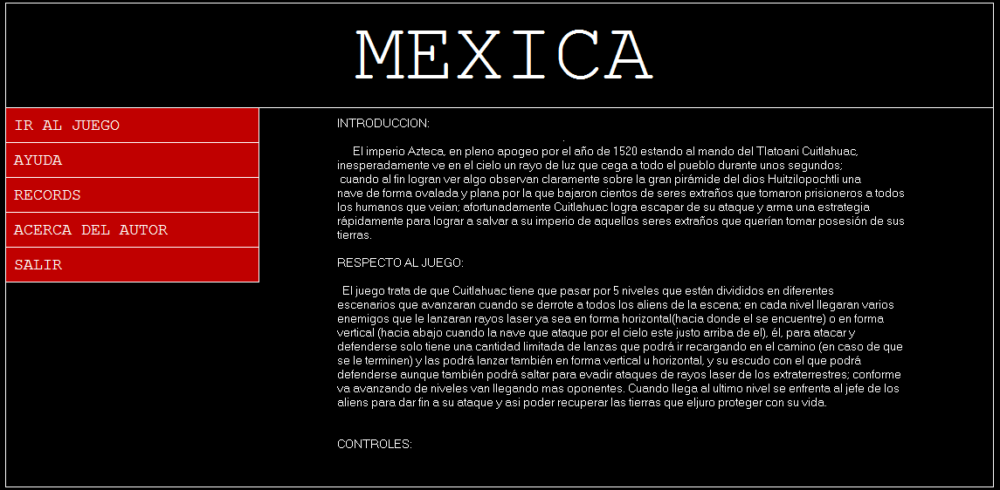 MEXICA
IR AL JUEGO
AYUDA
RECORDS
ACERCA DEL AUTOR
SALIR
INTRODUCCION:
.
El imperio Azteca, en pleno apogeo por el año de 1520 estando al mando del Tlatoani Cuitlahuac,
inesperadamente ve en el cielo un rayo de luz que cega a todo el pueblo durante unos segundos;
cuando al fin logran ver algo observan claramente sobre la gran pirámide del dios Huitzilopochtli una
nave de forma ovalada y plana por la que bajaron cientos de seres extraños que tomaron prisioneros a todos
los humanos que veian; afortunadamente Cuitlahuac logra escapar de su ataque y arma una estrategia
rápidamente para lograr a salvar a su imperio de aquellos seres extraños que querían tomar posesión de sus
tierras.
RESPECTO AL JUEGO:
El juego trata de que Cuitlahuac tiene que pasar por 5 niveles que están divididos en diferentes
escenarios que avanzaran cuando se derrote a todos los aliens de la escena; en cada nivel llegaran varios
enemigos que le lanzaran rayos laser ya sea en forma horizontal(hacia donde el se encuentre) o en forma
vertical (hacia abajo cuando la nave que ataque por el cielo este justo arriba de el), él, para atacar y
defenderse solo tiene una cantidad limitada de lanzas que podrá ir recargando en el camino (en caso de que
se le terminen) y las podrá lanzar también en forma vertical u horizontal, y su escudo con el que podrá
defenderse aunque también podrá saltar para evadir ataques de rayos laser de los extraterrestres; conforme
va avanzando de niveles van llegando mas oponentes. Cuando llega al ultimo nivel se enfrenta al jefe de los
aliens para dar fin a su ataque y asi poder recuperar las tierras que eljuro proteger con su vida.
CONTROLES: